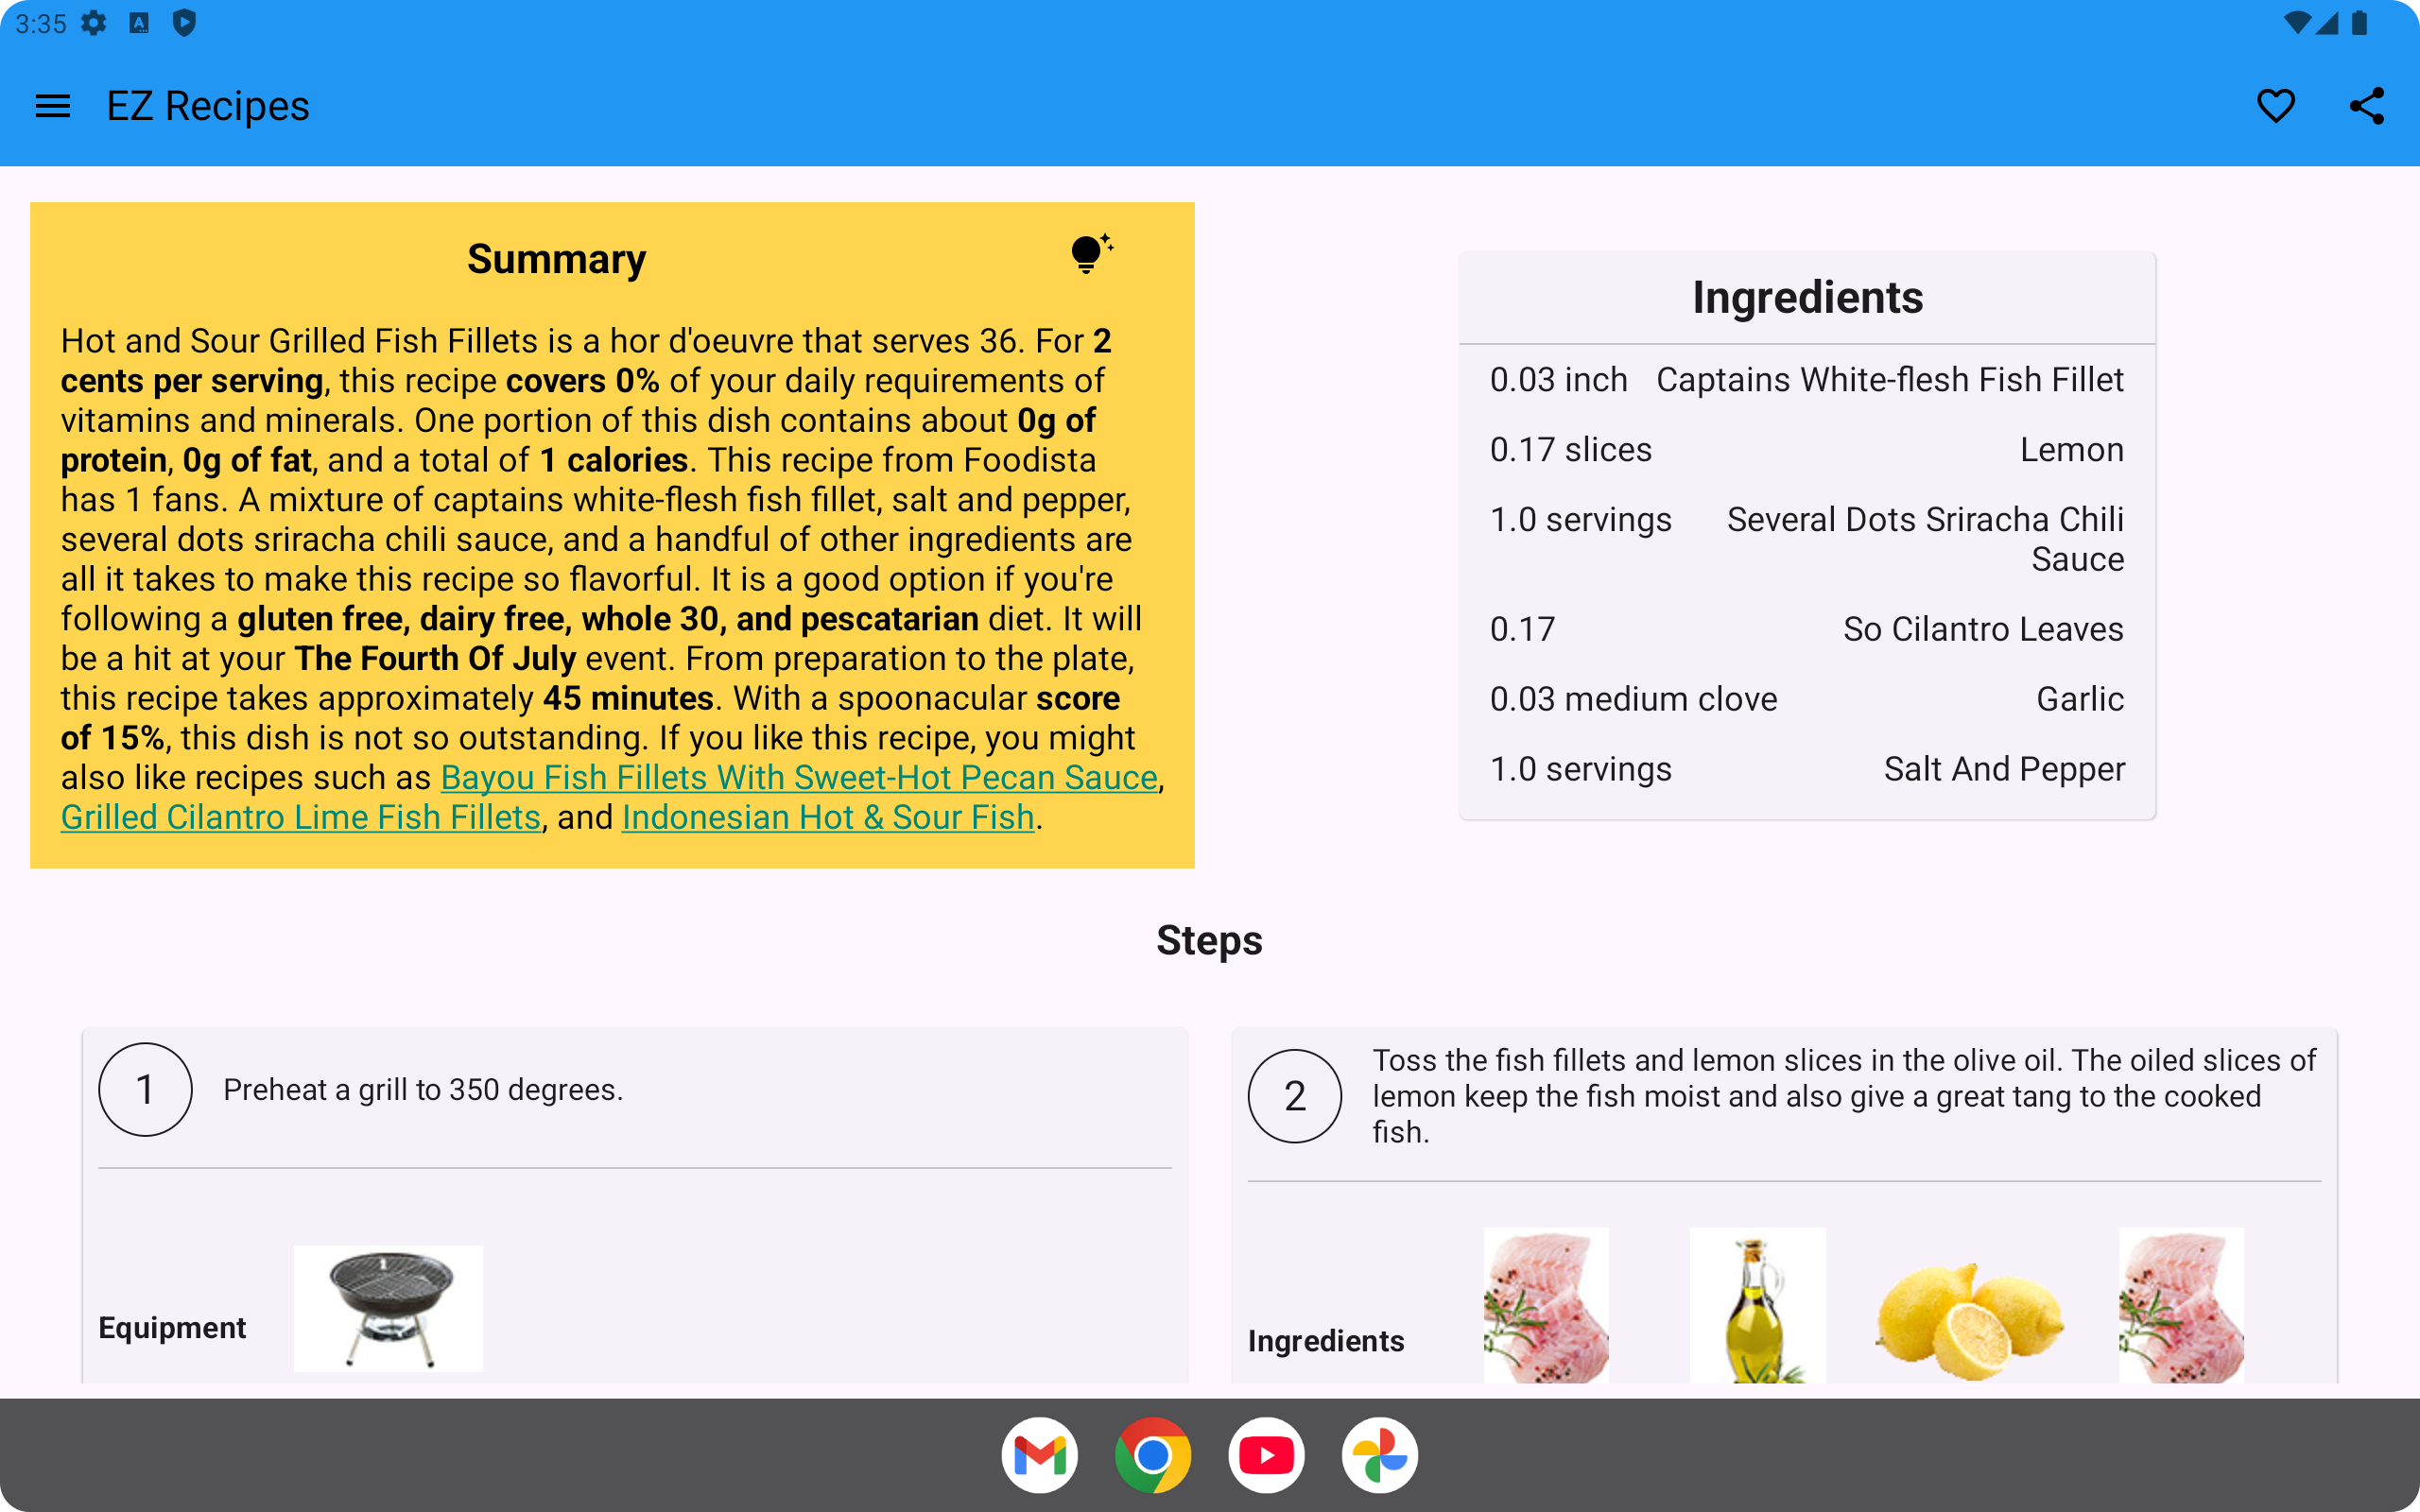 3:35
EZ Recipes
Summary
Hot and Sour Grilled Fish Fillets is a hor d'oeuvre that serves 36. For 2
cents per serving, this recipe covers 0% of your daily requirements of
vitamins and minerals. One portion of this dish contains about 0g of
protein, 0g of fat, and a total of 1 calories. This recipe from Foodista
has 1 fans. A mixture of captains white-flesh fish fillet, salt and pepper,
several dots sriracha chili sauce, and a handful of other ingredients are
all it takes to make this recipe so flavorful. It is a good option if you're
following a gluten free, dairy free, whole 30, and pescatarian diet. It will
be a hit at your The Fourth Of July event. From preparation to the plate,
this recipe takes approximately 45 minutes. With a spoonacular score
of 15%, this dish is not so outstanding. If you like this recipe, you might
also like recipes such as Bayou Fish Fillets With Sweet-Hot Pecan Sauce,
Grilled Cilantro Lime Fish Fillets, and Indonesian Hot & Sour Fish.
Ingredients
0.03 inch Captains White-flesh Fish Fillet
0.17 slices Lemon
1.0 servings Several Dots Sriracha Chili
Sauce
0.17 So Cilantro Leaves
0.03 medium clove Garlic
1.0 servings Salt And Pepper
Steps
1 Preheat a grill to 350 degrees.
Equipment
2 Toss the fish fillets and lemon slices in the olive oil. The oiled slices of
lemon keep the fish moist and also give a great tang to the cooked
fish.
Ingredients